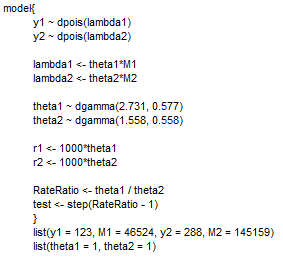 model{
y1 ~ dpois(lambda1)
y2 ~ dpois(lambda2)
lambda1 <- theta1*M1
lambda2 <- theta2*M2
theta1 ~ dgamma(2.731, 0.577)
theta2 ~ dgamma(1.558, 0.558)
r1 <- 1000*theta1
r2 <- 1000*theta2
RateRatio <- theta1 / theta2
test <- step(RateRatio - 1)
}
list(y1 = 123, M1 = 46524, y2 = 288, M2 = 145159)
list(theta1 = 1, theta2 = 1)